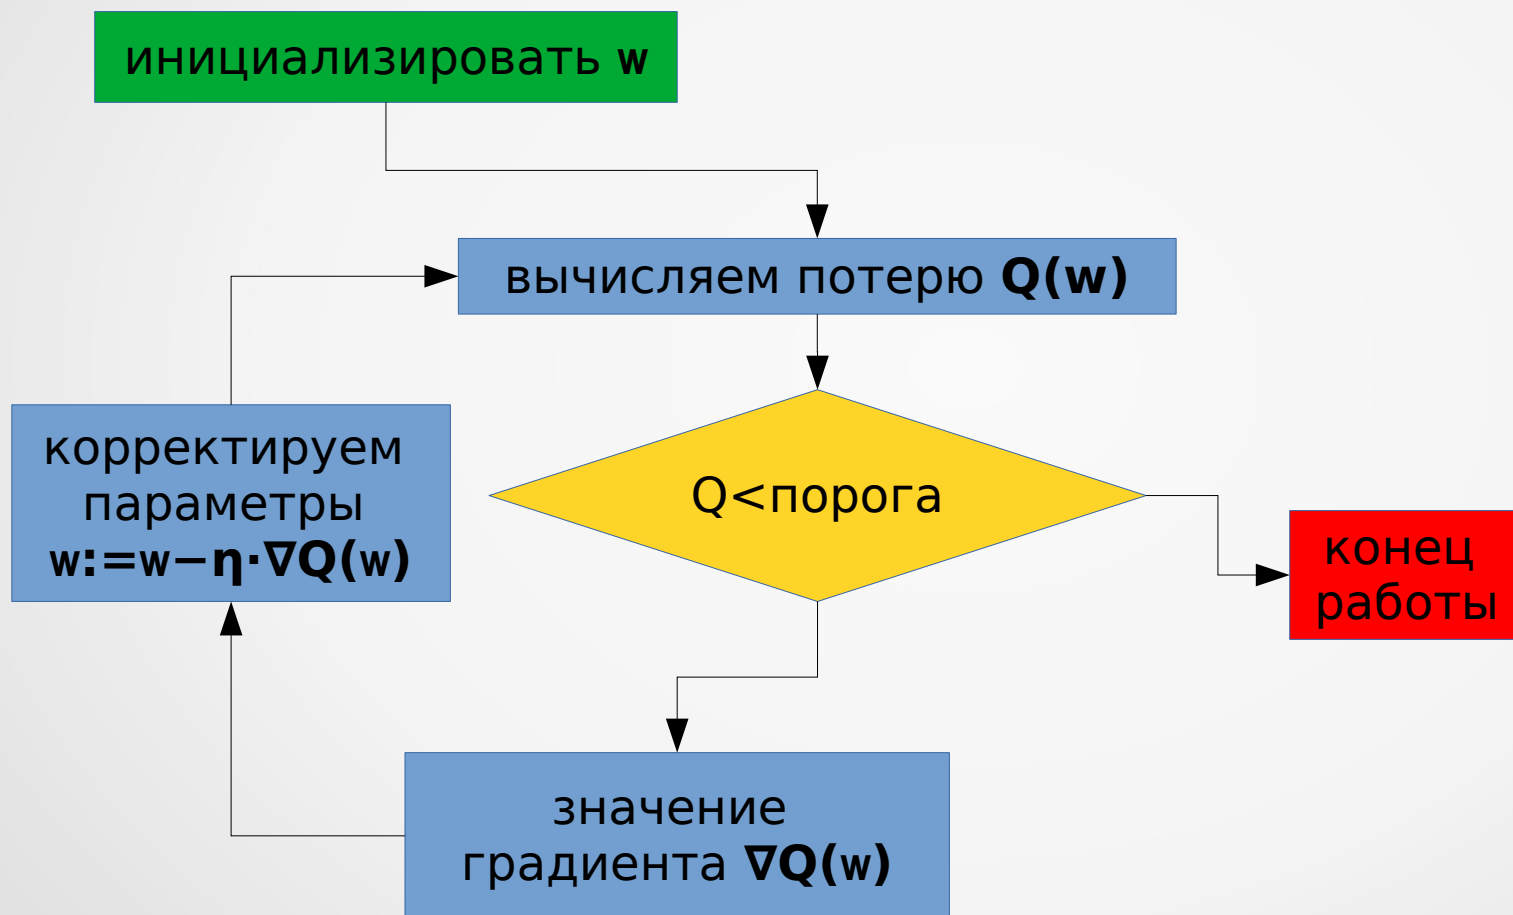 инициализировать w
вычисляем потерю Q(w)
корректируем
параметры
w:=w−η·∇Q(w)
Q<порога
конец
работы
значение
градиента ∇Q(w)